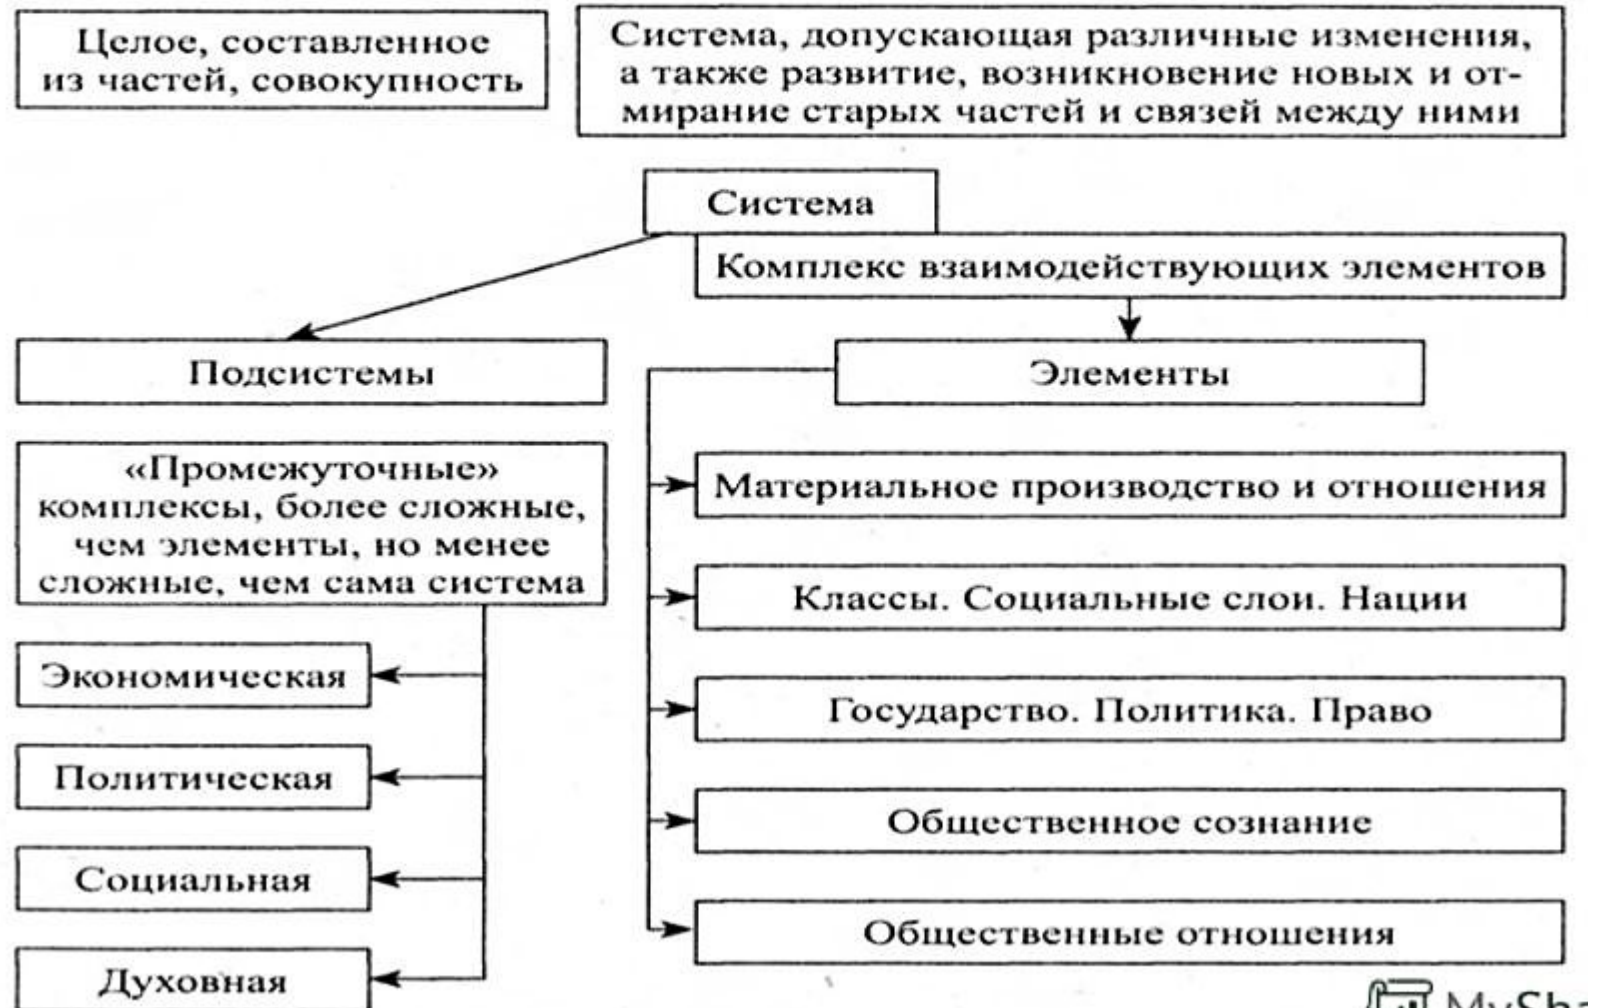 Целое, составленное
из частей, совокупность
Система, допускающая различные изменения,
а также развитие, возникновение новых и от-
мирание старых частей и связей между ними
Система
Комплекс взаимодействующих элементов
Подсистемы
Элементы
«Промежуточные»
комплексы, более сложные,
чем элементы, но менее
сложные, чем сама система
Экономическая
Политическая
Социальная
Духовная
Материальное производство и отношения
Классы. Социальные слои. Нации
Государство. Политика. Право
Общественное сознание
Общественные отношения